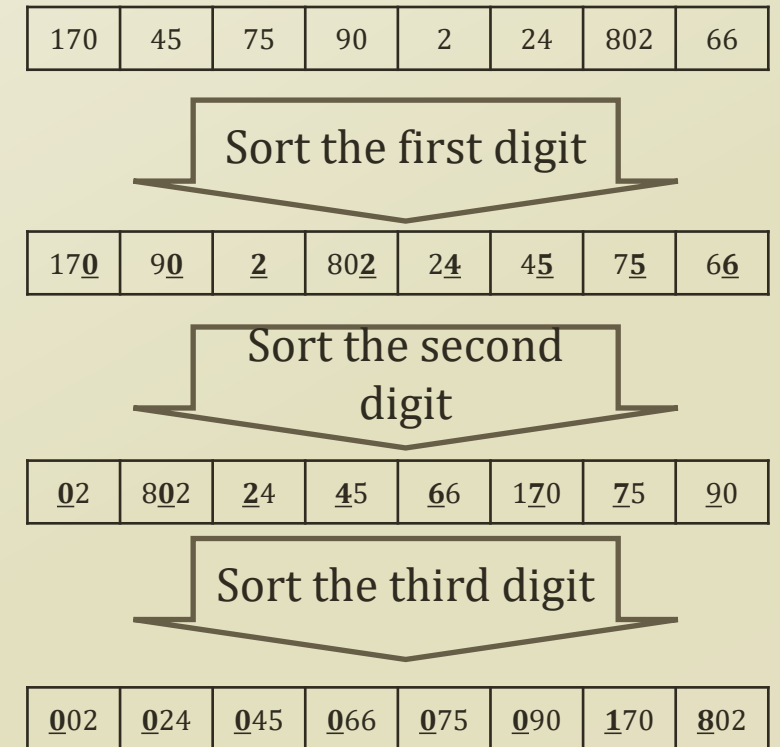 170 45 75 90 2 24 802 66
Sort the first digit
170 90 2 802 24 45 75 66
Sort the second
digit
02 802 24 45 66 170 75 90
Sort the third digit
002 024 045 066 075 090 170 802